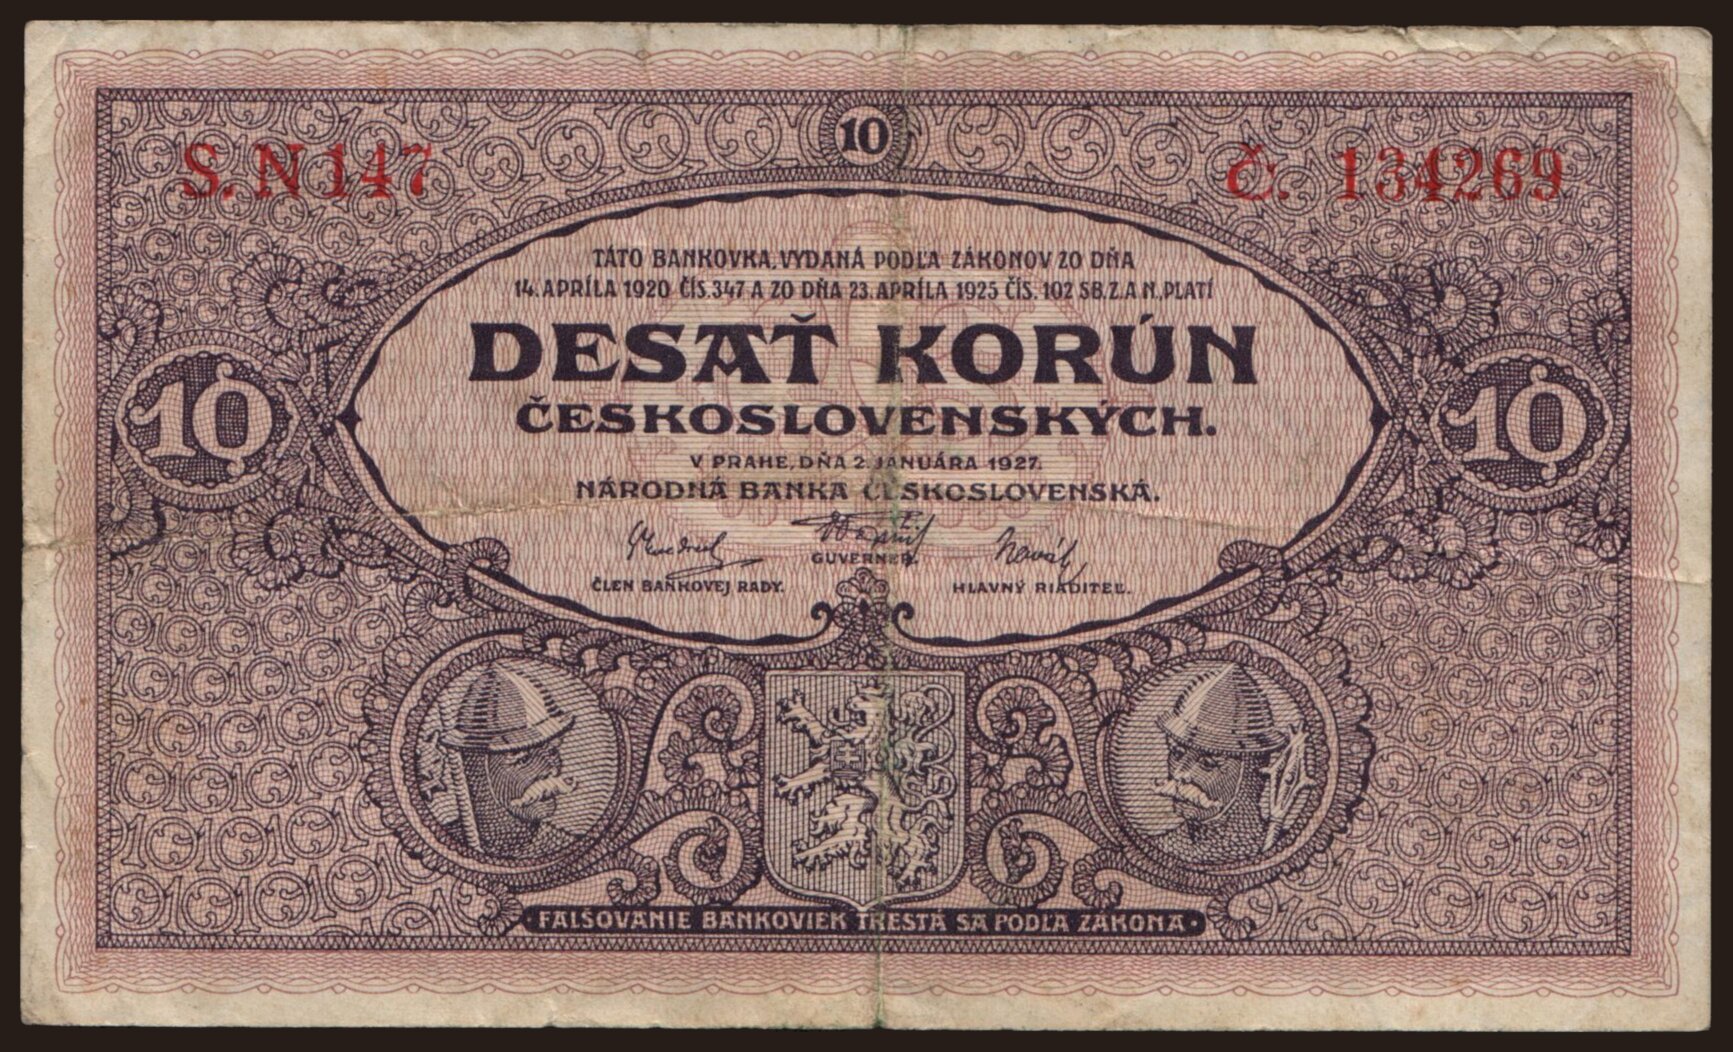 10
S. N 147
Č. 134269
TÁTO BANKOVKA, VYDANÁ PODĽA ZÁKONOV ZO DŇA
14. APRÍLA 1920 ČÍS. 347 A ZO DŇA 23. APRÍLA 1925 ČÍS. 102 SB. Z. A N., PLATÍ
DESAŤ KORÚN
10
10
ČESKOSLOVENSKÝCH.
V PRAHE, DŇA 2. JANUÁRA 1927.
NÁRODNÁ BANKA ČESKOSLOVENSKÁ.
GUVERNÉR.
ČLEN BANKOVEJ RADY.
HLAVNÝ RIADITEĽ.
• FALŠOVANIE BANKOVIEK TRESTÁ SA PODĽA ZÁKONA •